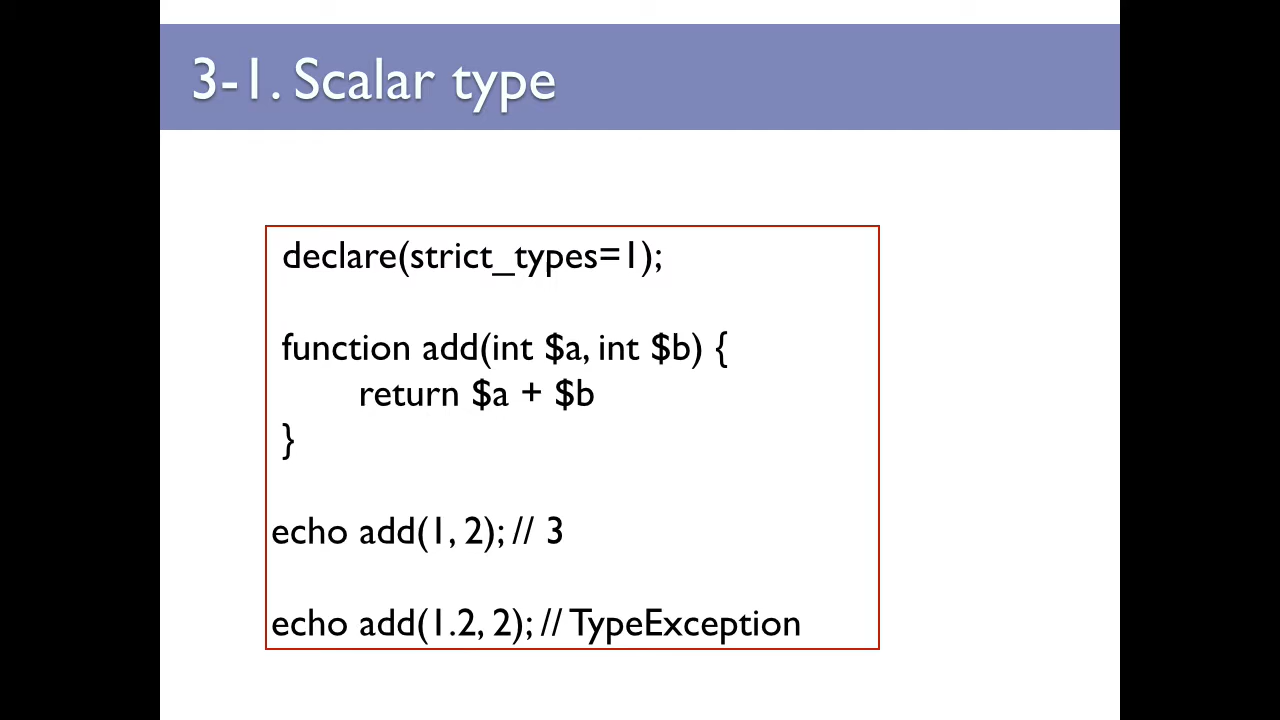 3-1. Scalar type
declare(strict_types=1);
function add(int $a, int $b) {
return $a + $b
}
echo add(1, 2); // 3
echo add(1.2, 2); // TypeException